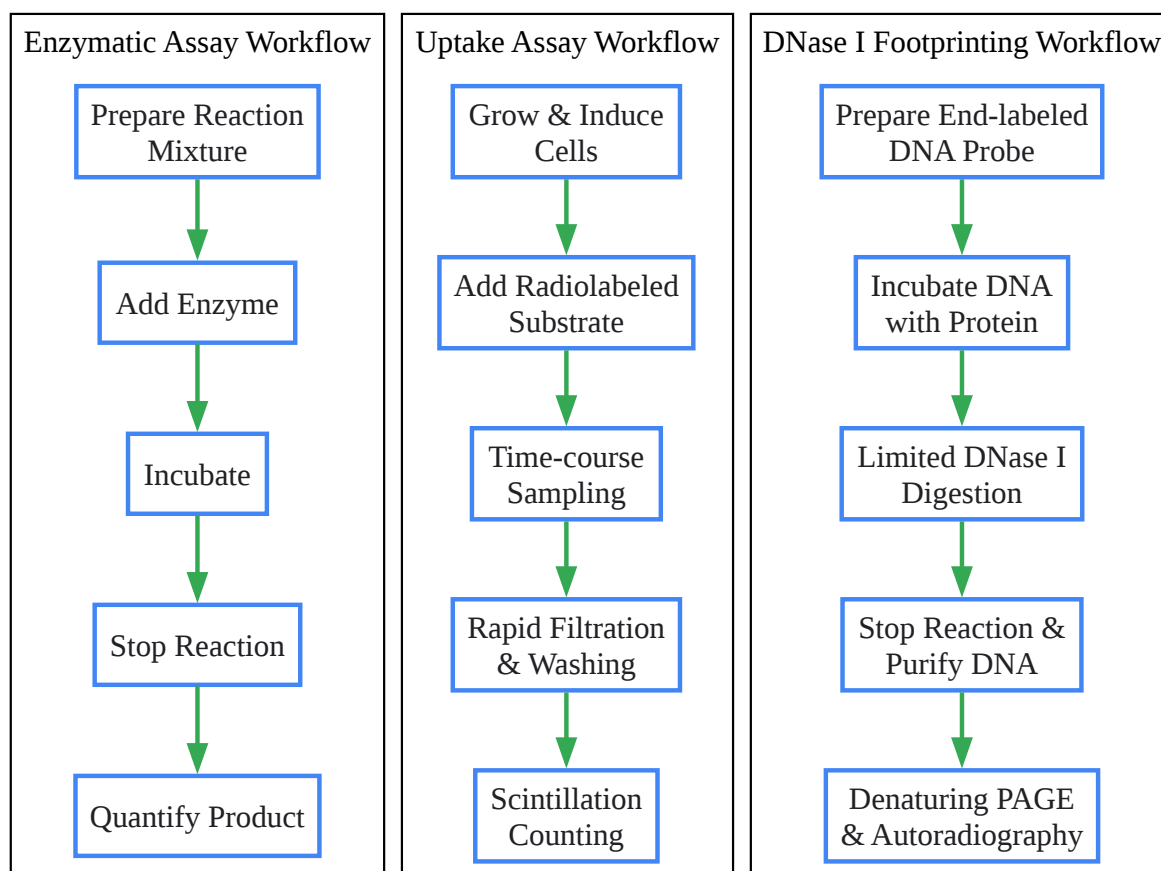 Enzymatic Assay Workflow
Prepare Reaction
Mixture
Add Enzyme
Incubate
Stop Reaction
Quantify Product
Uptake Assay Workflow
Grow & Induce
Cells
Add Radiolabeled
Substrate
Time-course
Sampling
Rapid Filtration
& Washing
Scintillation
Counting
DNase I Footprinting Workflow
Prepare End-labeled
DNA Probe
Incubate DNA
with Protein
Limited DNase I
Digestion
Stop Reaction &
Purify DNA
Denaturing PAGE
& Autoradiography